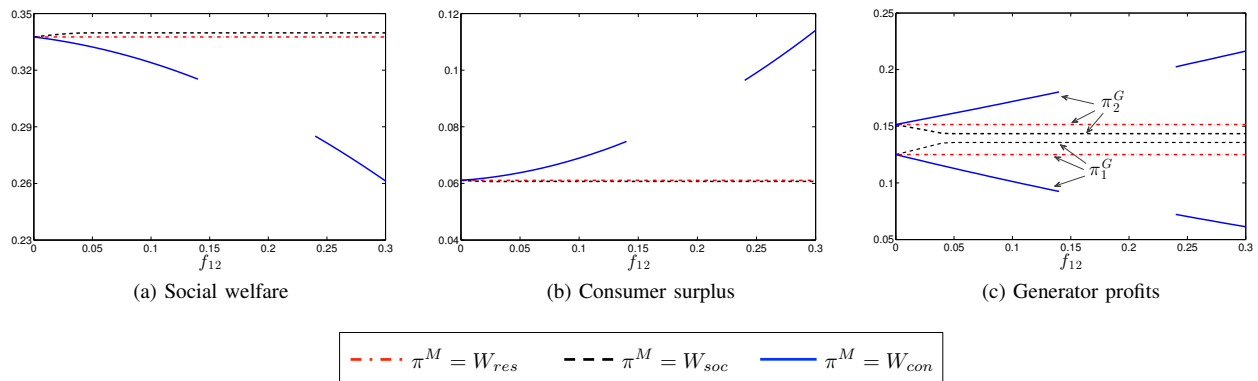 0.35
0.32
0.29
0.26
0.23
0 0.05 0.1 0.15 0.2 0.25 0.3
f₁₂
(a) Social welfare
0.12
0.1
0.08
0.06
0.04
0 0.05 0.1 0.15 0.2 0.25 0.3
f₁₂
(b) Consumer surplus
0.25
0.2
0.15
0.1
0.05
π₂ᴳ
π₁ᴳ
0 0.05 0.1 0.15 0.2 0.25 0.3
f₁₂
(c) Generator profits
πᴹ = W_res πᴹ = W_soc πᴹ = W_con